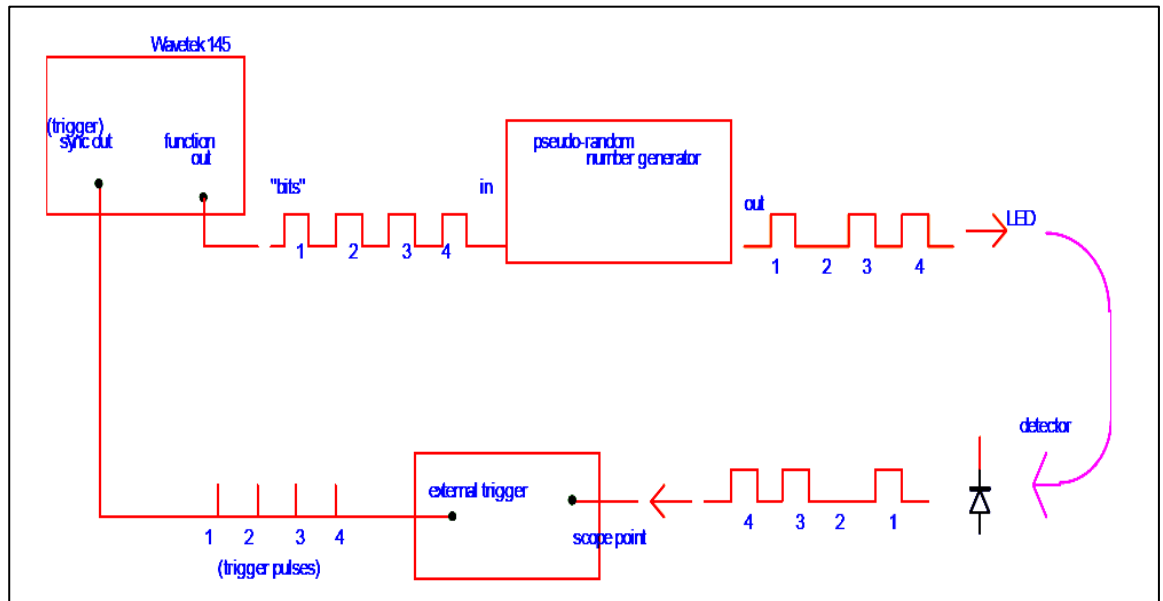 Wavetek 145
(trigger)
sync out
function
out
"bits"
in
pseudo-random
number generator
out
LED
1 2 3 4
1 2 3 4
detector
external trigger
scope point
4 3 2 1
1 2 3 4
(trigger pulses)